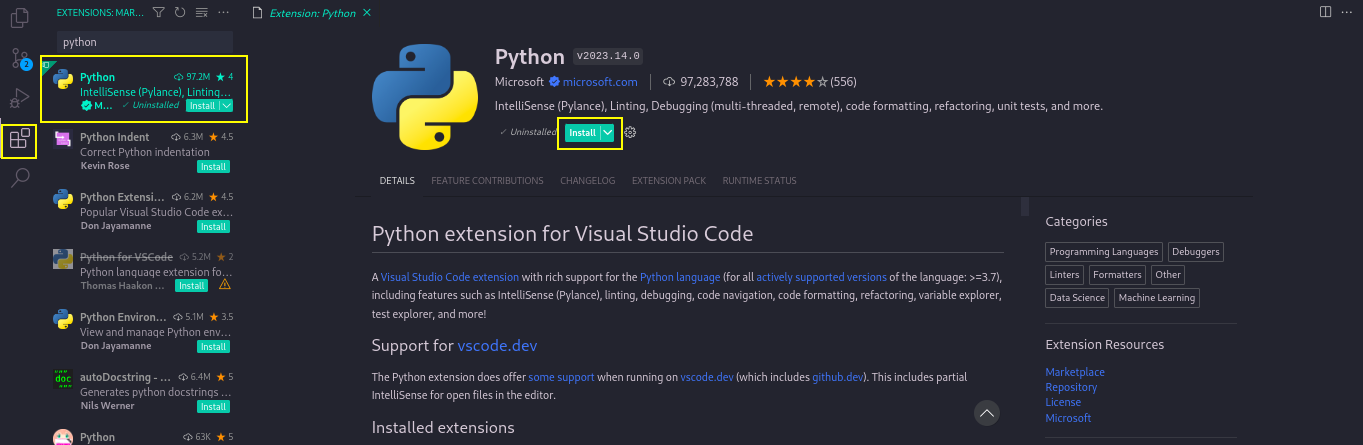 EXTENSIONS: MAR...
python
2
Python 97.2M 4
IntelliSense (Pylance), Linting...
M... Uninstalled Install
Python Indent 6.3M 4.5
Correct Python indentation
Kevin Rose Install
Python Extensi... 6.2M 4.5
Popular Visual Studio Code ex...
Don Jayamanne Install
Python for VSCode 5.2M 2
Python language extension fo...
Thomas Haakon ... Install
Python Environ... 5.1M 3.5
View and manage Python env...
Don Jayamanne Install
autoDocstring - ... 6.4M 5
Generates python docstrings ...
Nils Werner Install
Python 63K 5
Extension: Python
Python v2023.14.0
Microsoft microsoft.com 97,283,788 (556)
IntelliSense (Pylance), Linting, Debugging (multi-threaded, remote), code formatting, refactoring, unit tests, and more.
Uninstalled Install
DETAILS FEATURE CONTRIBUTIONS CHANGELOG EXTENSION PACK RUNTIME STATUS
Python extension for Visual Studio Code
A Visual Studio Code extension with rich support for the Python language (for all actively supported versions of the language: >=3.7),
including features such as IntelliSense (Pylance), linting, debugging, code navigation, code formatting, refactoring, variable explorer,
test explorer, and more!
Support for vscode.dev
The Python extension does offer some support when running on vscode.dev (which includes github.dev). This includes partial
IntelliSense for open files in the editor.
Installed extensions
Categories
Programming Languages Debuggers
Linters Formatters Other
Data Science Machine Learning
Extension Resources
Marketplace
Repository
License
Microsoft